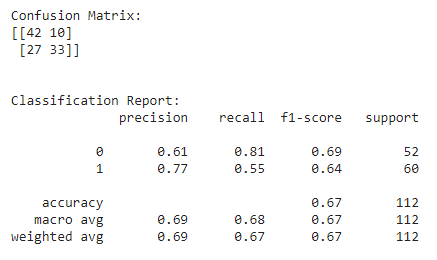 Confusion Matrix:
[[42 10]
 [27 33]]
Classification Report:
precision recall f1-score support
0 0.61 0.81 0.69 52
1 0.77 0.55 0.64 60
accuracy 0.67 112
macro avg 0.69 0.68 0.67 112
weighted avg 0.69 0.67 0.67 112